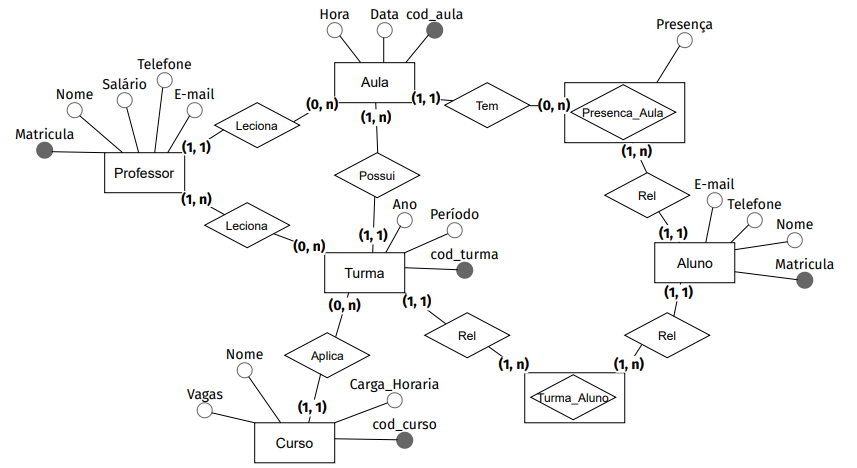 Hora
Data
cod_aula
Presença
Telefone
Salário
Nome
E-mail
Matricula
Aula
(0, n)
(1, 1)
(1, n)
Tem
(0, n)
Presenca_Aula
Leciona
(1, 1)
Professor
(1, n)
(1, n)
Possui
Rel
E-mail
Telefone
Nome
Matricula
Leciona
(0, n)
(1, 1)
Ano
Período
cod_turma
(1, 1)
Aluno
(1, 1)
Turma
(0, n)
(1, 1)
Rel
Rel
Aplica
(1, n)
(1, n)
Nome
Vagas
Carga_Horaria
(1, 1)
cod_curso
Turma_Aluno
Curso